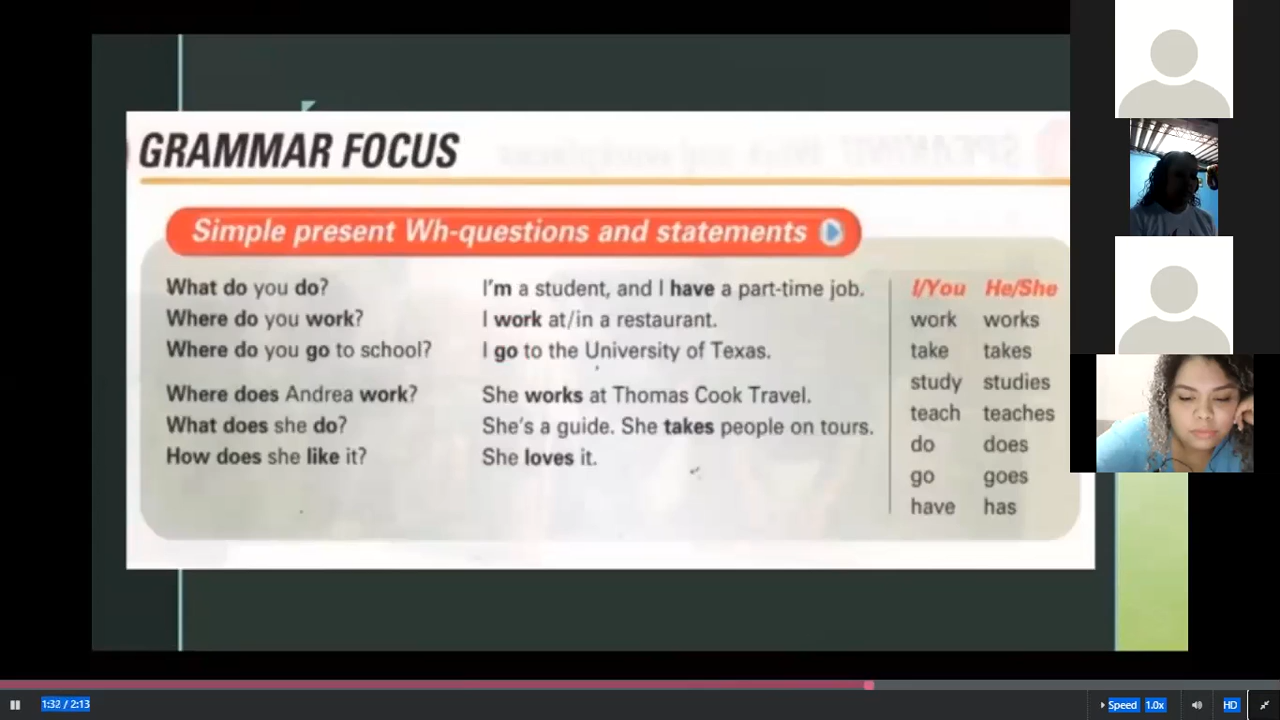 GRAMMAR FOCUS
Simple present Wh-questions and statements
What do you do? I'm a student, and I have a part-time job.
Where do you work? I work at/in a restaurant.
Where do you go to school? I go to the University of Texas.
Where does Andrea work? She works at Thomas Cook Travel.
What does she do? She's a guide. She takes people on tours.
How does she like it? She loves it.
I/You He/She
work works
take takes
study studies
teach teaches
do does
go goes
have has
1:32 / 2:13 Speed 1.0x HD